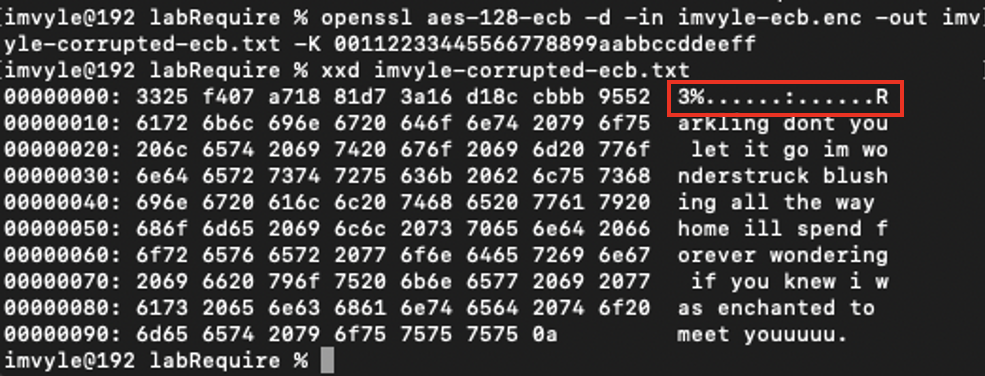 imvyle@192 labRequire % openssl aes-128-ecb -d -in imvyle-ecb.enc -out imv
yle-corrupted-ecb.txt -K 00112233445566778899aabbccddeeff
[imvyle@192 labRequire % xxd imvyle-corrupted-ecb.txt ]
00000000: 3325 f407 a718 81d7 3a16 d18c cbbb 9552  3%......:......R
00000010: 6172 6b6c 696e 6720 646f 6e74 2079 6f75  arkling dont you
00000020: 206c 6574 2069 7420 676f 2069 6d20 776f   let it go im wo
00000030: 6e64 6572 7374 7275 636b 2062 6c75 7368  nderstruck blush
00000040: 696e 6720 616c 6c20 7468 6520 7761 7920  ing all the way
00000050: 686f 6d65 2069 6c6c 2073 7065 6e64 2066  home ill spend f
00000060: 6f72 6576 6572 2077 6f6e 6465 7269 6e67  orever wondering
00000070: 2069 6620 796f 7520 6b6e 6577 2069 2077   if you knew i w
00000080: 6173 2065 6e63 6861 6e74 6564 2074 6f20  as enchanted to
00000090: 6d65 6574 2079 6f75 7575 7575 0a  meet youuuuu.
imvyle@192 labRequire %